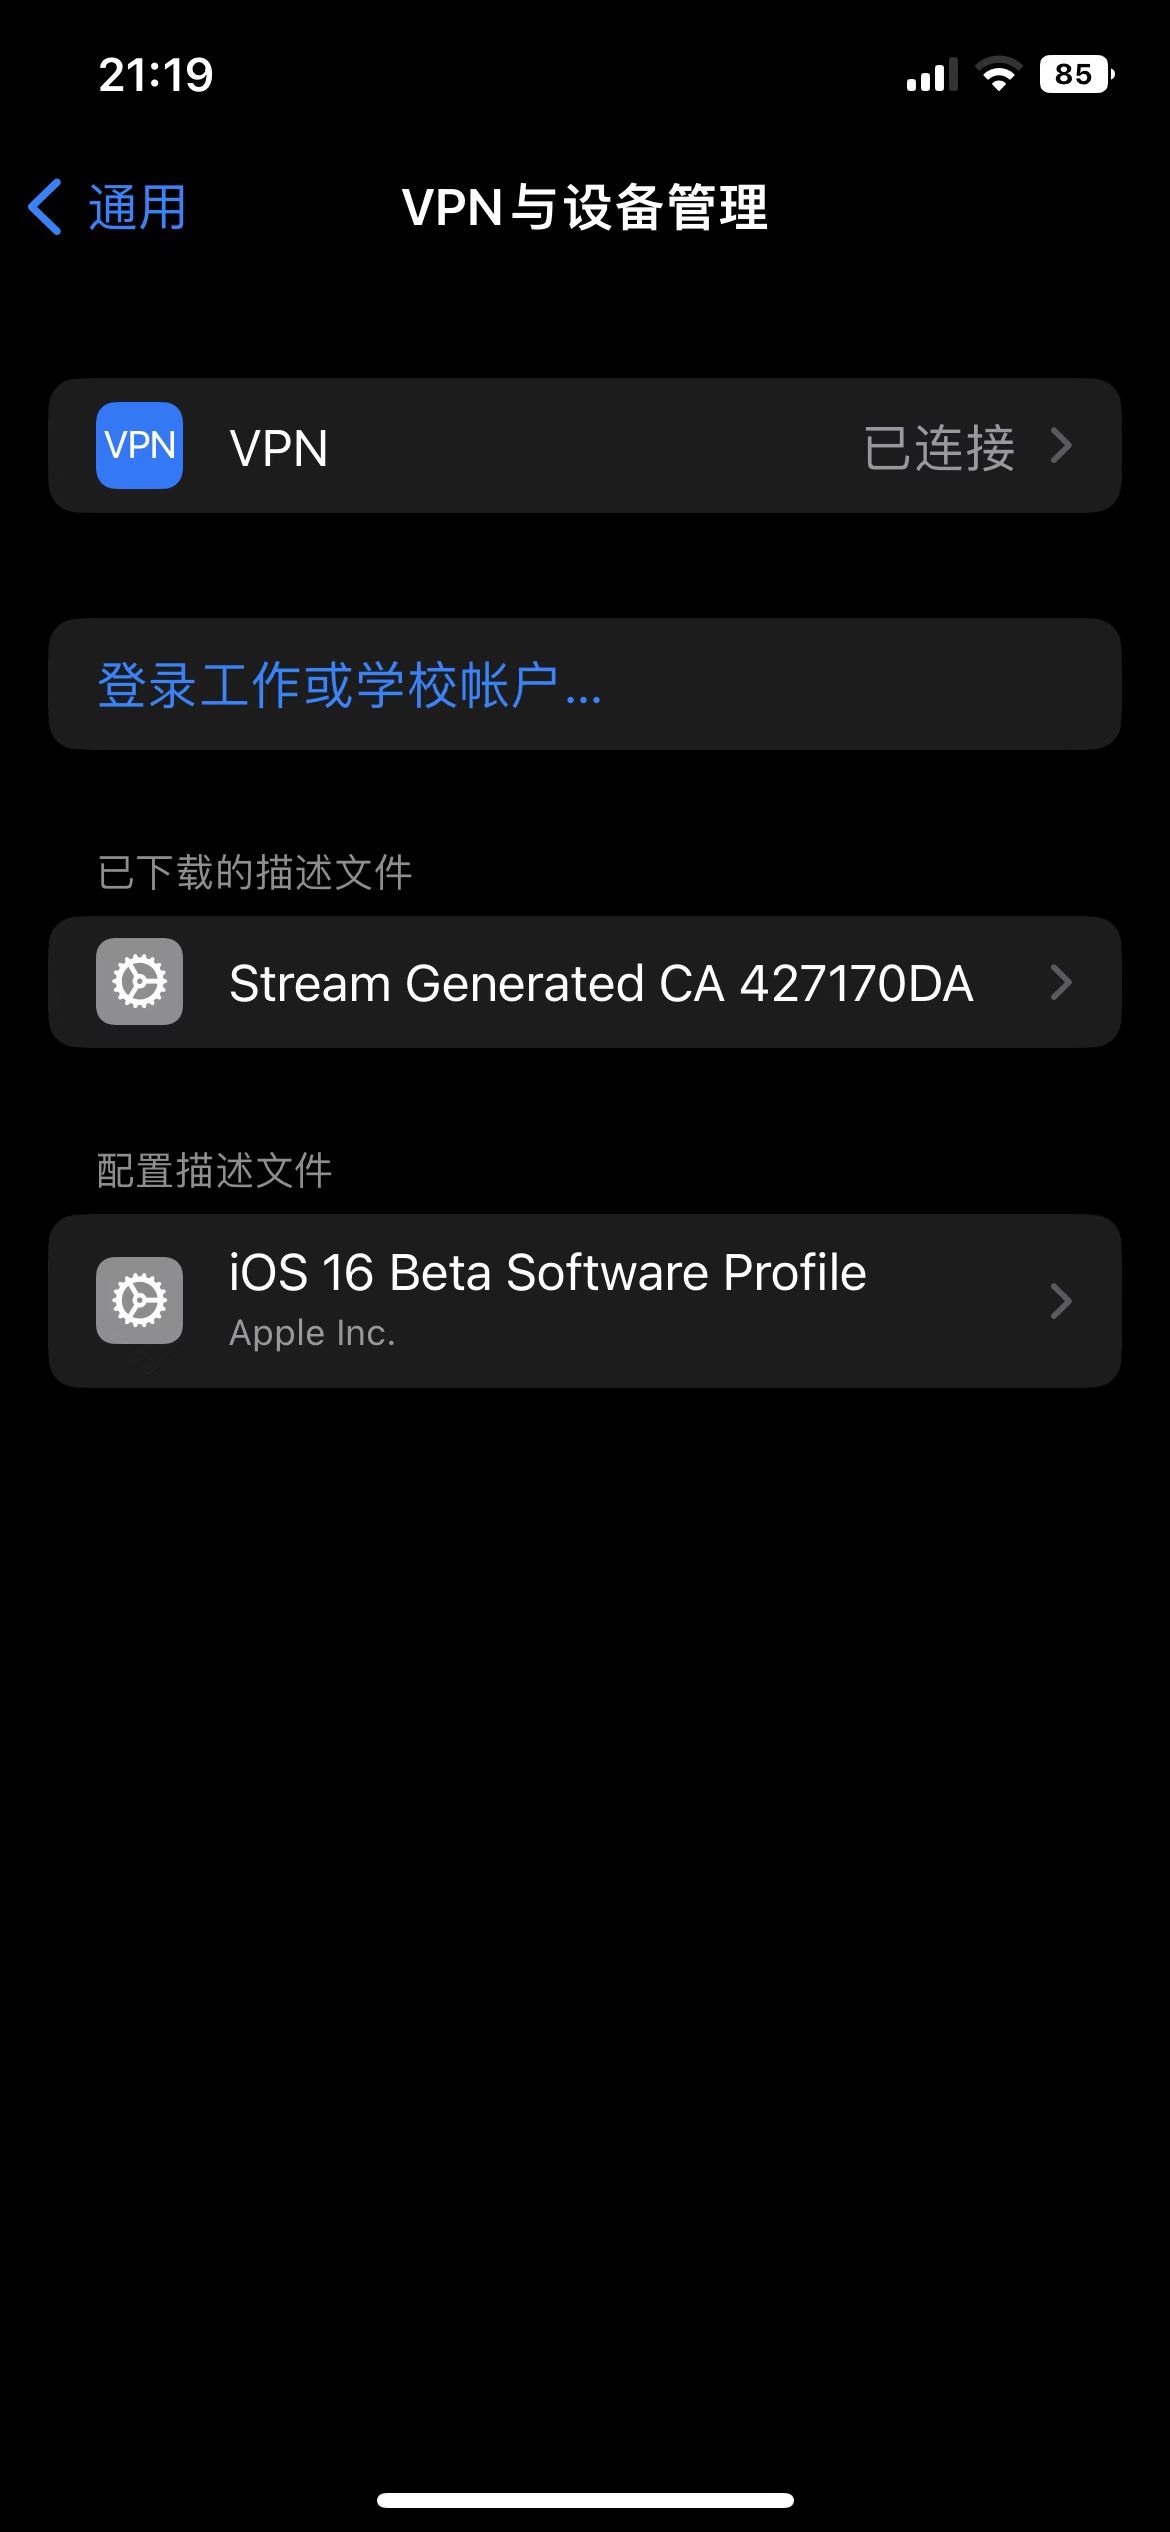 21:19
85
通用
VPN与设备管理
VPN
VPN
已连接
登录工作或学校帐户...
已下载的描述文件
Stream Generated CA 427170DA
配置描述文件
iOS 16 Beta Software Profile
Apple Inc.